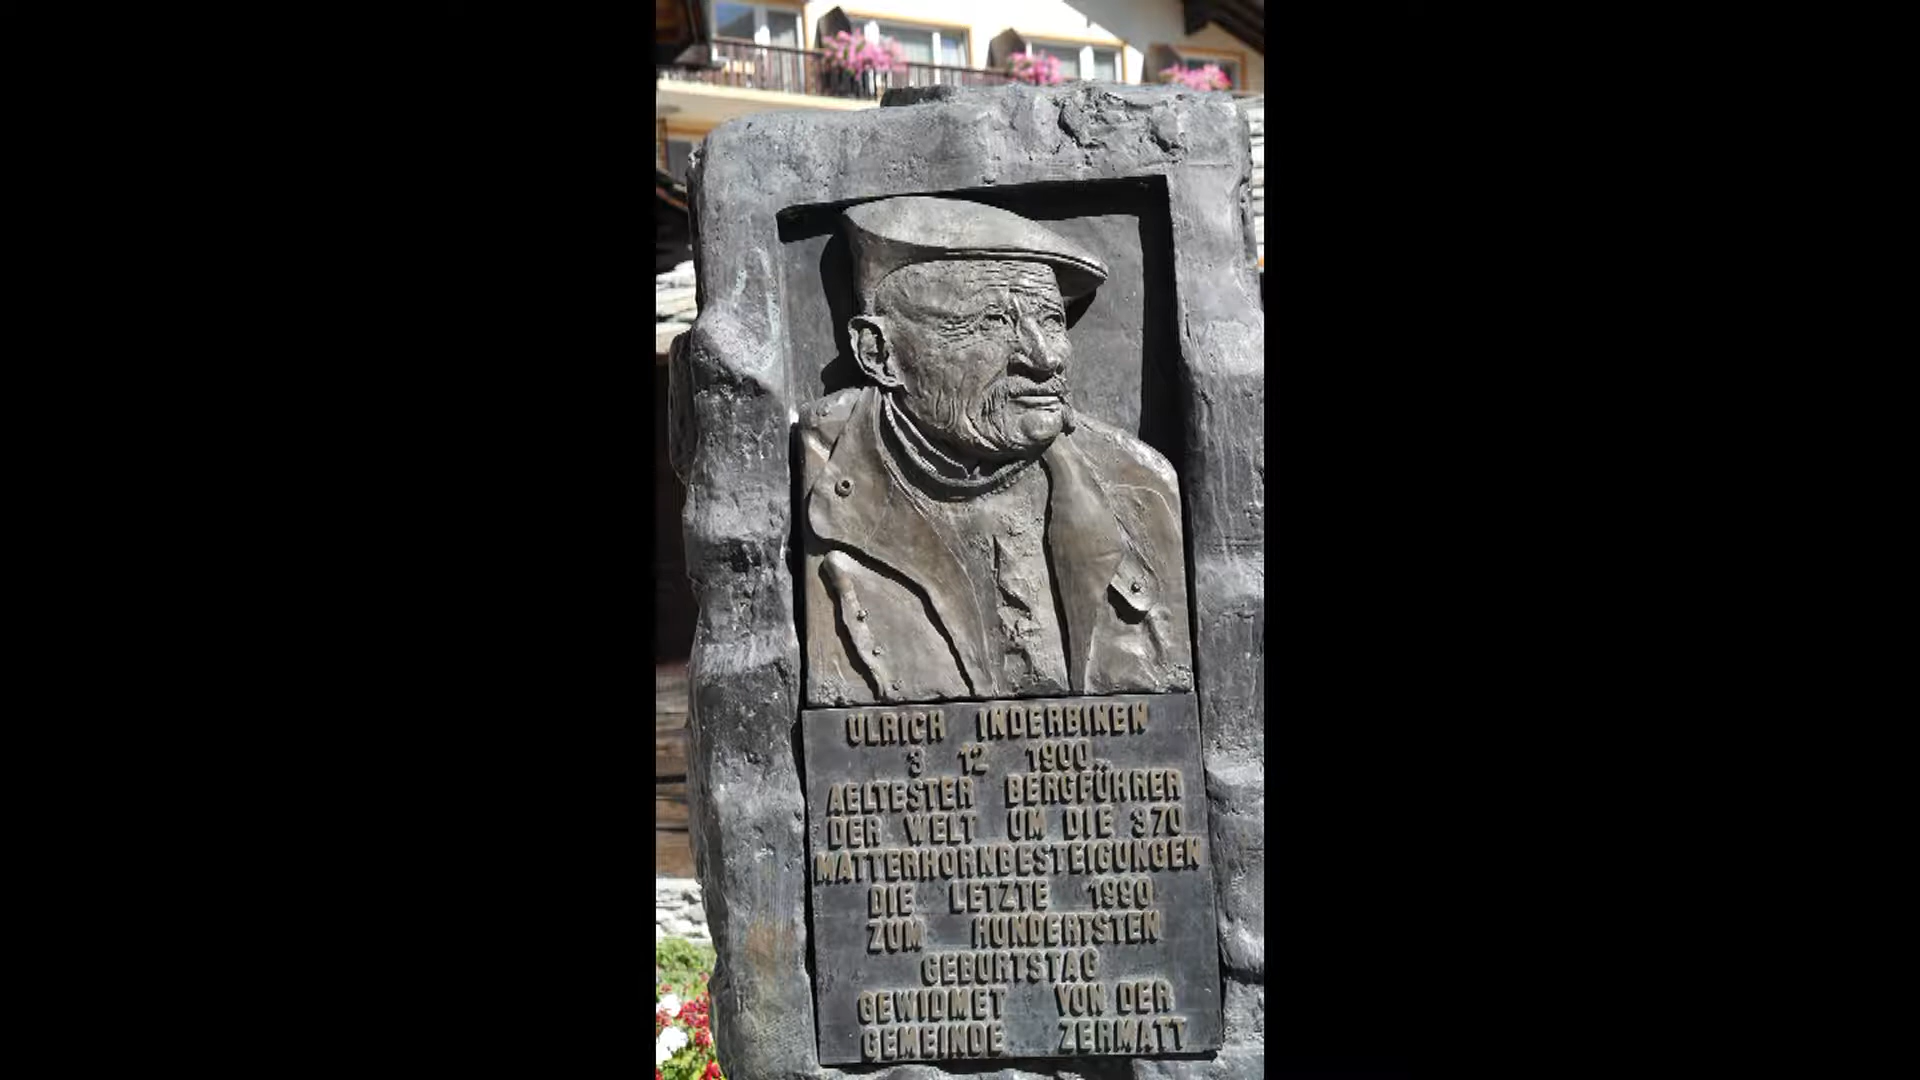 ULRICH INDERBINEN
3 12 1900
AELTESTER BERGFÜHRER
DER WELT UM DIE 370
MATTERHORNBESTEIGUNGEN
DIE LETZTE 1990
ZUM HUNDERTSTEN
GEBURTSTAG
GEWIDMET VON DER
GEMEINDE ZERMATT